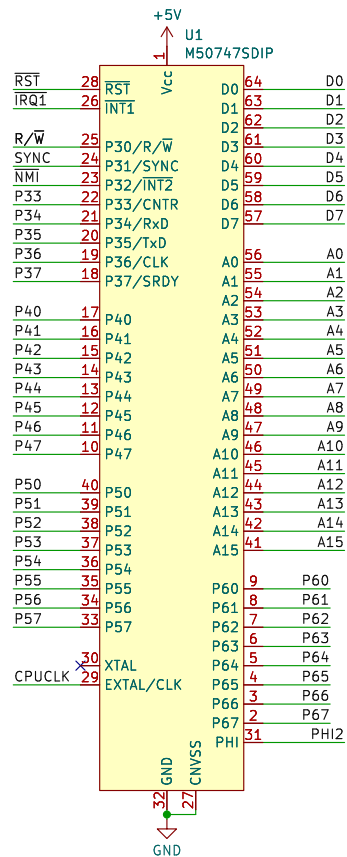 +5V
U1
M50747SDIP
1
Vcc
RST 28 RST D0 64 D0
IRQ1 26 INT1 D1 63 D1
D2 62 D2
R/W 25 P30/R/W D3 61 D3
SYNC 24 P31/SYNC D4 60 D4
NMI 23 P32/INT2 D5 59 D5
P33 22 P33/CNTR D6 58 D6
P34 21 P34/RxD D7 57 D7
P35 20 P35/TxD
P36 19 P36/CLK A0 56 A0
P37 18 P37/SRDY A1 55 A1
A2 54 A2
P40 17 P40 A3 53 A3
P41 16 P41 A4 52 A4
P42 15 P42 A5 51 A5
P43 14 P43 A6 50 A6
P44 13 P44 A7 49 A7
P45 12 P45 A8 48 A8
P46 11 P46 A9 47 A9
P47 10 P47 A10 46 A10
A11 45 A11
P50 40 P50 A12 44 A12
P51 39 P51 A13 43 A13
P52 38 P52 A14 42 A14
P53 37 P53 A15 41 A15
P54 36 P54
P55 35 P55 P60 9 P60
P56 34 P56 P61 8 P61
P57 33 P57 P62 7 P62
P63 6 P63
30 XTAL P64 5 P64
CPUCLK 29 EXTAL/CLK P65 4 P65
P66 3 P66
P67 2 P67
PHI 31 PHI2
GND
CNVSS
32
27
GND